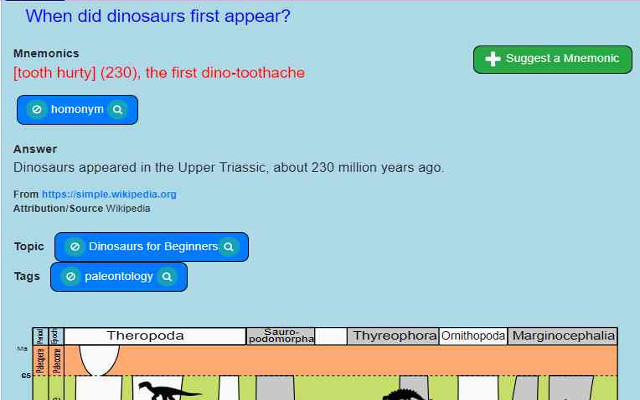 When did dinosaurs first appear?
Mnemonics
[tooth hurty] (230), the first dino-toothache
Suggest a Mnemonic
homonym
Answer
Dinosaurs appeared in the Upper Triassic, about 230 million years ago.
From https://simple.wikipedia.org
Attribution/Source Wikipedia
Topic Dinosaurs for Beginners
Tags paleontology
Period Epoch Theropoda Sauro-podomorpha Thyreophora Ornithopoda Marginocephalia
Ma
Paleocene
65